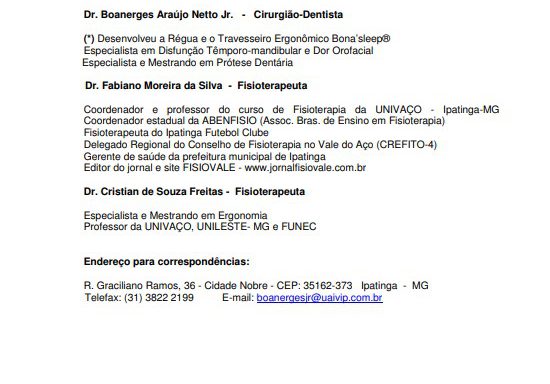 Dr. Boanerges Araújo Netto Jr. - Cirurgião-Dentista
(*) Desenvolveu a Régua e o Travesseiro Ergonômico Bona'sleep®
Especialista em Disfunção Têmporo-mandibular e Dor Orofacial
Especialista e Mestrando em Prótese Dentária
Dr. Fabiano Moreira da Silva - Fisioterapeuta
Coordenador e professor do curso de Fisioterapia da UNIVAÇO - Ipatinga-MG
Coordenador estadual da ABENFISIO (Assoc. Bras. de Ensino em Fisioterapia)
Fisioterapeuta do Ipatinga Futebol Clube
Delegado Regional do Conselho de Fisioterapia no Vale do Aço (CREFITO-4)
Gerente de saúde da prefeitura municipal de Ipatinga
Editor do jornal e site FISIOVALE - www.jornalfisiovale.com.br
Dr. Cristian de Souza Freitas - Fisioterapeuta
Especialista e Mestrando em Ergonomia
Professor da UNIVAÇO, UNILESTE- MG e FUNEC
Endereço para correspondências:
R. Graciliano Ramos, 36 - Cidade Nobre - CEP: 35162-373 Ipatinga - MG
Telefax: (31) 3822 2199 E-mail: boanergesjr@uaivip.com.br